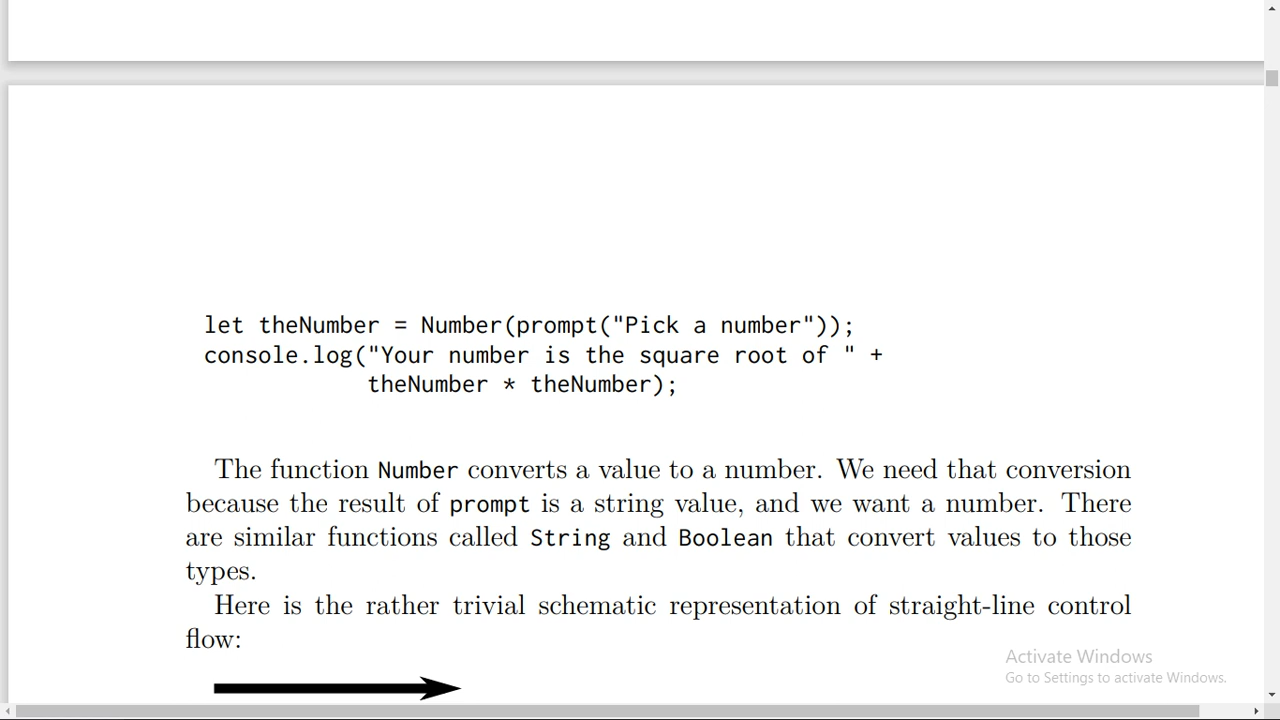 let theNumber = Number(prompt("Pick a number"));
console.log("Your number is the square root of " +
            theNumber * theNumber);
The function Number converts a value to a number. We need that conversion
because the result of prompt is a string value, and we want a number. There
are similar functions called String and Boolean that convert values to those
types.
Here is the rather trivial schematic representation of straight-line control
flow:
Activate Windows
Go to Settings to activate Windows.